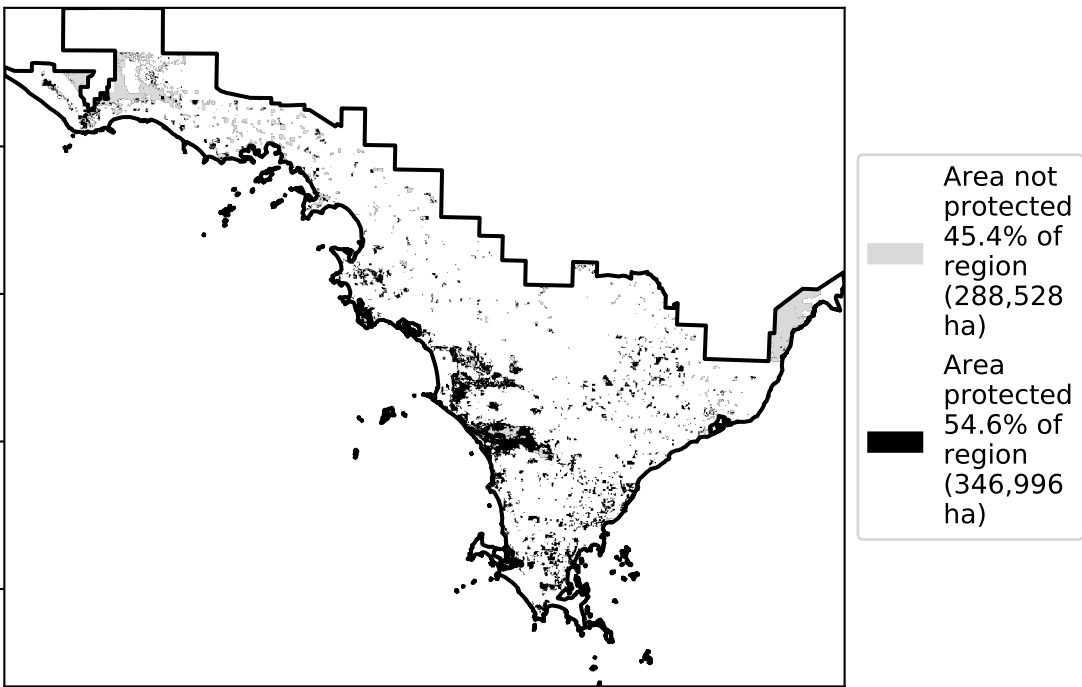 Area not
protected
45.4% of
region
(288,528
ha)
Area
protected
54.6% of
region
(346,996
ha)